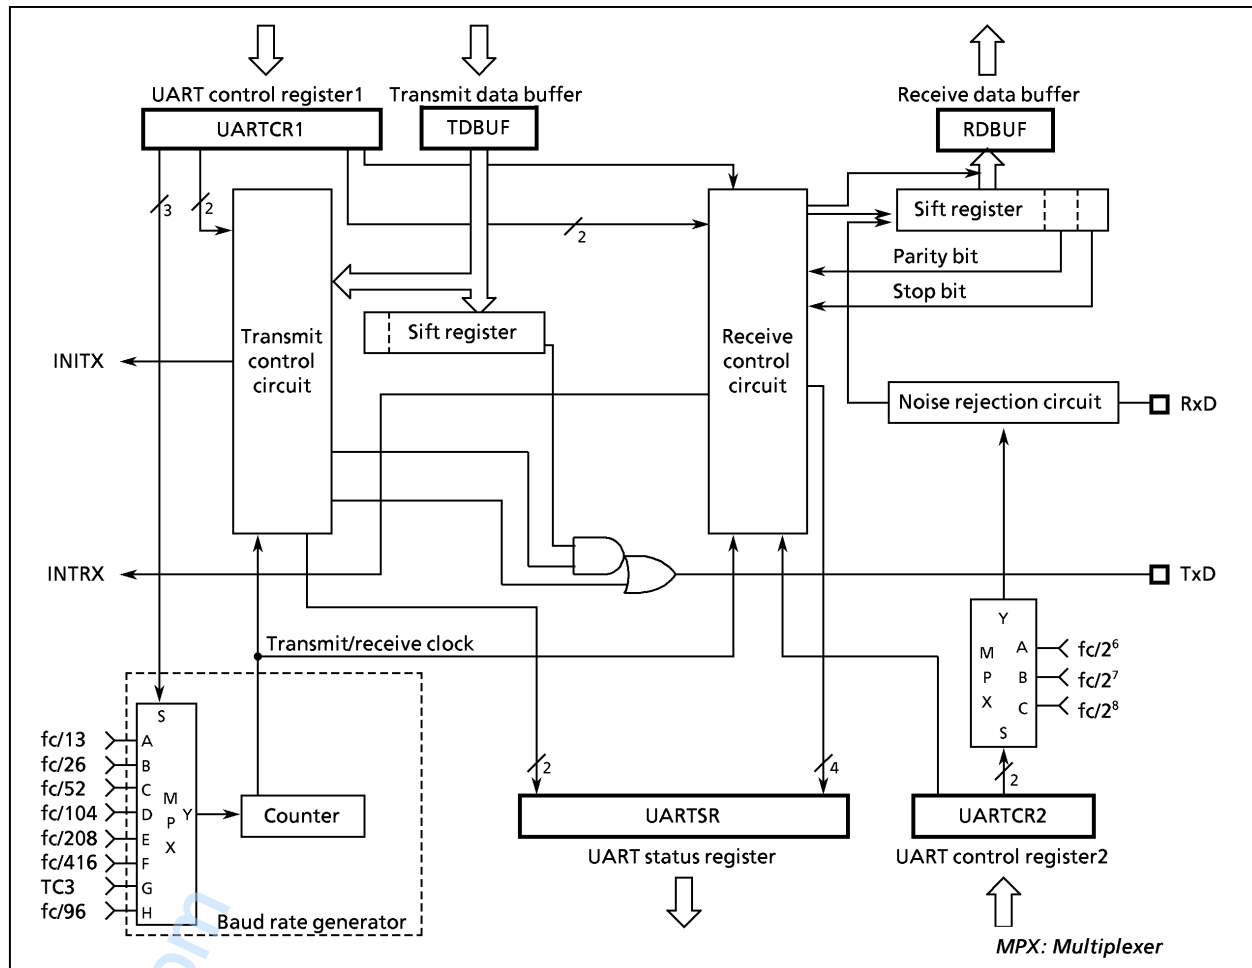 UART control register1
Transmit data buffer
Receive data buffer
UARTCR1
TDBUF
RDBUF
3
2
2
Sift register
Parity bit
Stop bit
Sift register
Transmit
control
circuit
Receive
control
circuit
INITX
Noise rejection circuit
RxD
INTRX
TxD
Transmit/receive clock
Y
M
P
X
A
B
C
S
fc/2⁶
fc/2⁷
fc/2⁸
2
4
2
S
fc/13
fc/26
fc/52
fc/104
fc/208
fc/416
TC3
fc/96
A
B
C
D
E
F
G
H
M
P
X
Y
Counter
Baud rate generator
UARTSR
UART status register
UARTCR2
UART control register2
MPX: Multiplexer
com